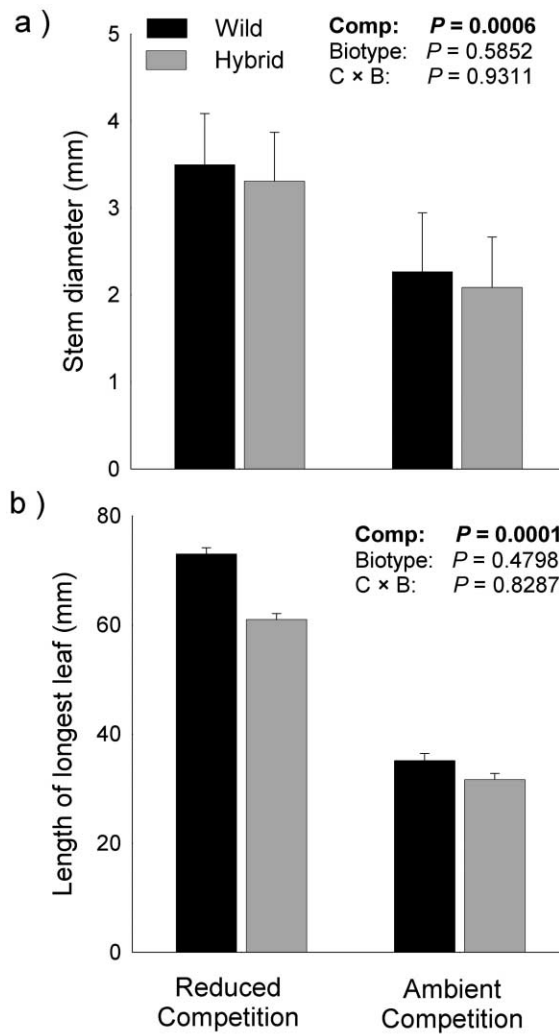 a )
Wild
Hybrid
Comp: P = 0.0006
Biotype: P = 0.5852
C × B: P = 0.9311
Stem diameter (mm)
5
4
3
2
1
0
b )
Comp: P = 0.0001
Biotype: P = 0.4798
C × B: P = 0.8287
Length of longest leaf (mm)
80
60
40
20
0
Reduced
Competition
Ambient
Competition